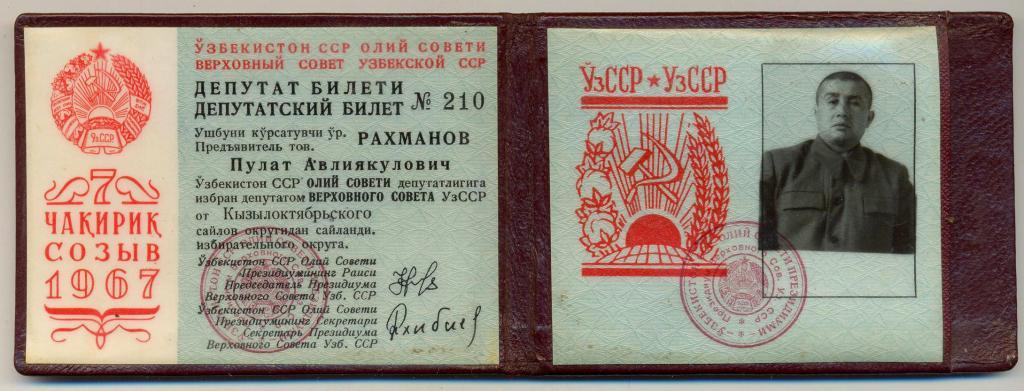 ЎзССР
7
ЧАҚИРИҚ
СОЗЫВ
1967
ЎЗБЕКИСТОН ССР ОЛИЙ СОВЕТИ
ВЕРХОВНЫЙ СОВЕТ УЗБЕКСКОЙ ССР
ДЕПУТАТ БИЛЕТИ
ДЕПУТАТСКИЙ БИЛЕТ № 210
Ушбуни кўрсатувчи ўр.
Предъявитель тов. РАХМАНОВ
Пулат Авлиякулович
Ўзбекистон ССР ОЛИЙ СОВЕТИ депутатлигига
избран депутатом ВЕРХОВНОГО СОВЕТА УзССР
от Кызылоктябрьского
сайлов округидан сайланди.
избирательного округа.
Ўзбекистон ССР Олий Совети
Президиумининг Раиси
Председатель Президиума
Верховного Совета Узб. ССР
Ўзбекистон ССР Олий Совети
Президиумининг Секретари
Секретарь Президиума
Верховного Совета Узб. ССР
ЎзССР ★ УзССР